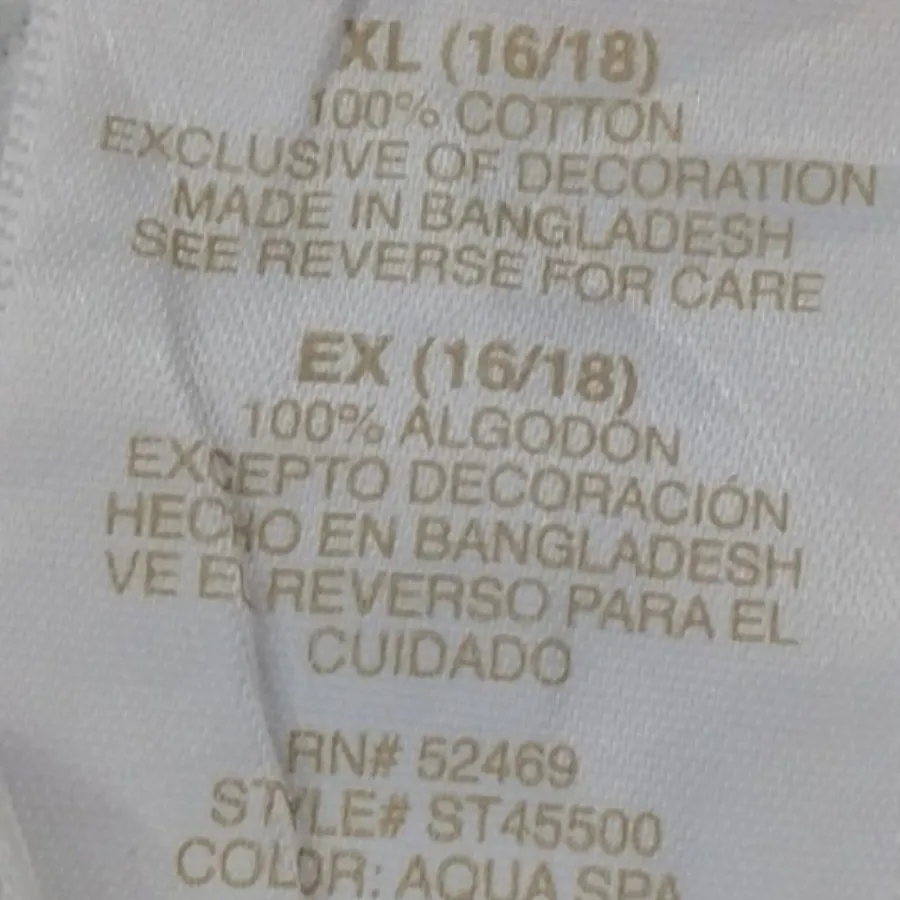 XL (16/18)
100% COTTON
EXCLUSIVE OF DECORATION
MADE IN BANGLADESH
SEE REVERSE FOR CARE
EX (16/18)
100% ALGODÓN
EXCEPTO DECORACIÓN
HECHO EN BANGLADESH
VE EL REVERSO PARA EL
CUIDADO
RN# 52469
STYLE# ST45500
COLOR: AQUA SPA